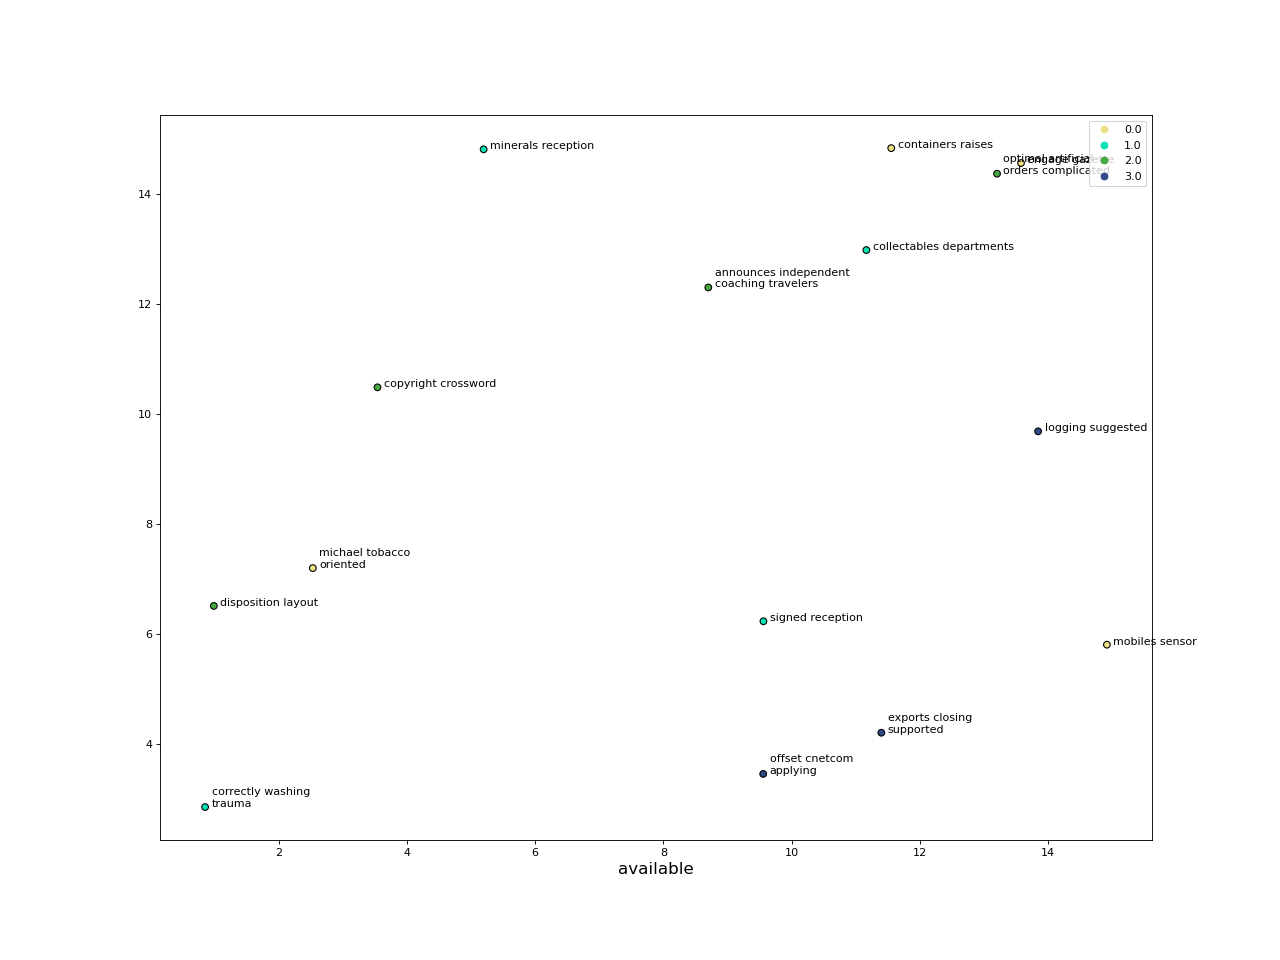 minerals reception
containers raises
0.0
1.0
2.0
3.0
optimal
engage
orders
collectables departments
announces independent
coaching travelers
copyright crossword
logging suggested
michael tobacco
oriented
disposition layout
signed reception
mobiles sensor
exports closing
supported
offset cnetcom
applying
correctly washing
trauma
14
12
10
8
6
4
2
4
6
8
10
12
14
available